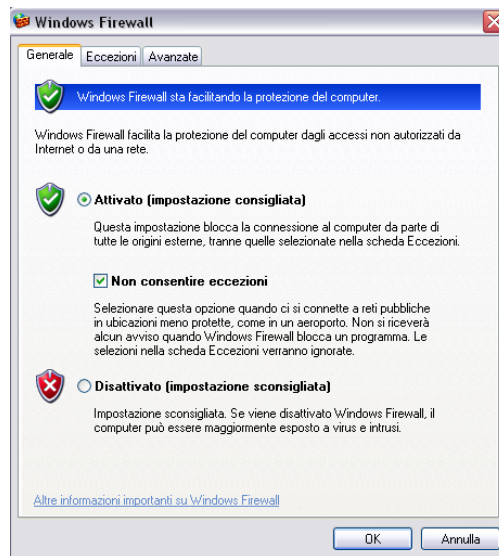 Windows Firewall
Generale Eccezioni Avanzate
Windows Firewall sta facilitando la protezione del computer.
Windows Firewall facilita la protezione del computer dagli accessi non autorizzati da
Internet o da una rete.
Attivato (impostazione consigliata)
Questa impostazione blocca la connessione al computer da parte di
tutte le origini esterne, tranne quelle selezionate nella scheda Eccezioni.
Non consentire eccezioni
Selezionare questa opzione quando ci si connette a reti pubbliche
in ubicazioni meno protette, come in un aeroporto. Non si riceverà
alcun avviso quando Windows Firewall blocca un programma. Le
selezioni nella scheda Eccezioni verranno ignorate.
Disattivato (impostazione sconsigliata)
Impostazione sconsigliata. Se viene disattivato Windows Firewall, il
computer può essere maggiormente esposto a virus e intrusi.
Altre informazioni importanti su Windows Firewall
OK Annulla